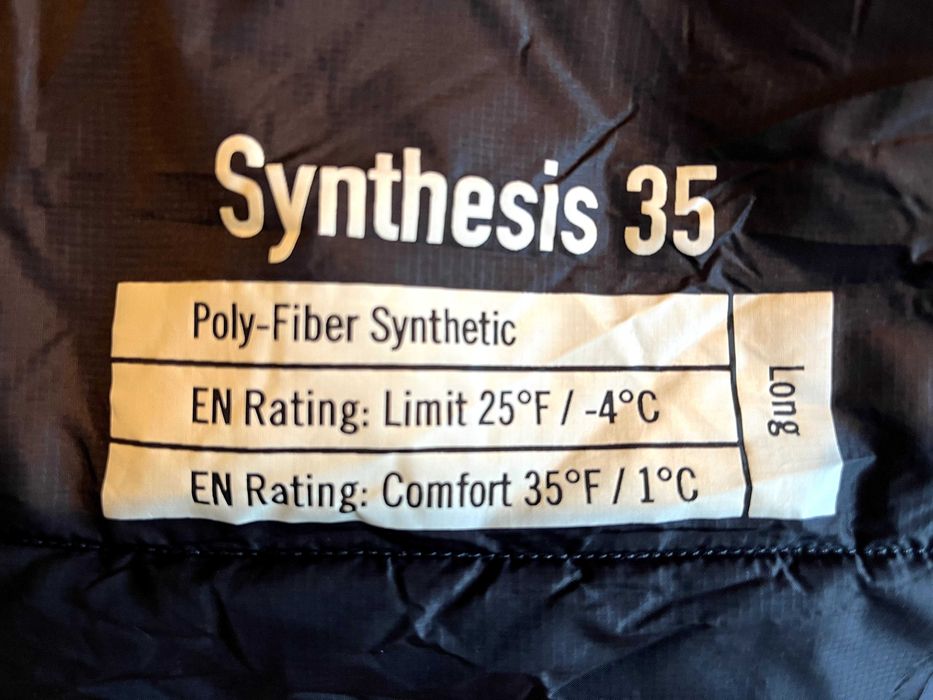 Synthesis 35
Poly-Fiber Synthetic
EN Rating: Limit 25°F / -4°C
EN Rating: Comfort 35°F / 1°C
Long